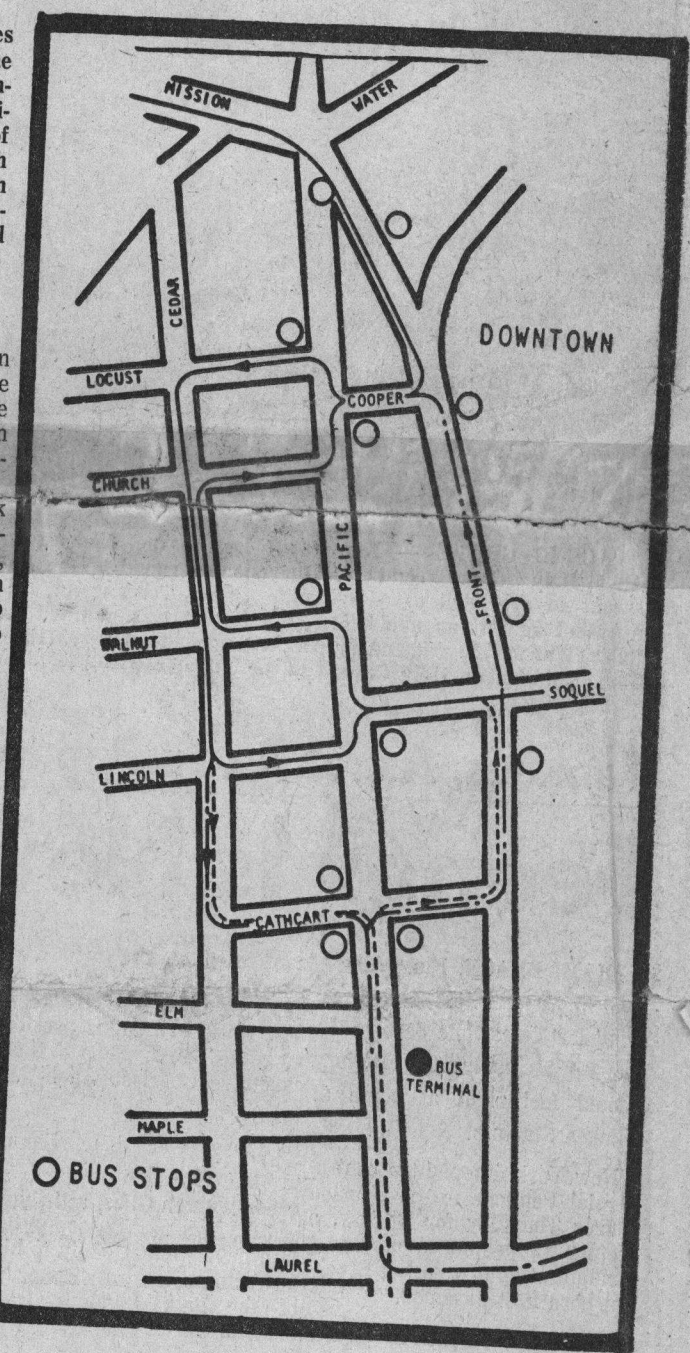 MISSION
WATER
CEDAR
DOWNTOWN
LOCUST
COOPER
CHURCH
PACIFIC
FRONT
WALNUT
SOQUEL
LINCOLN
CATHCART
ELM
BUS
TERMINAL
MAPLE
BUS STOPS
LAUREL